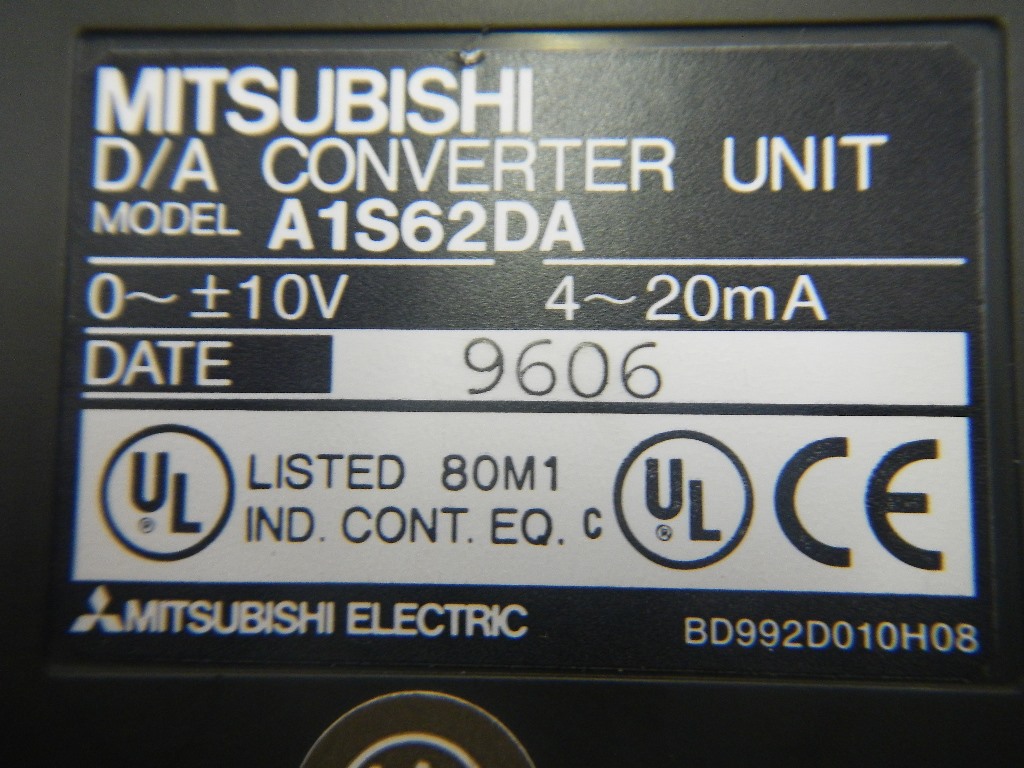 MITSUBISHI
D/A CONVERTER UNIT
MODEL A1S62DA
0~±10V 4~20mA
DATE 9606
UL® LISTED 80M1 C UL® CE
IND. CONT. EQ.
MITSUBISHI ELECTRIC BD992D010H08